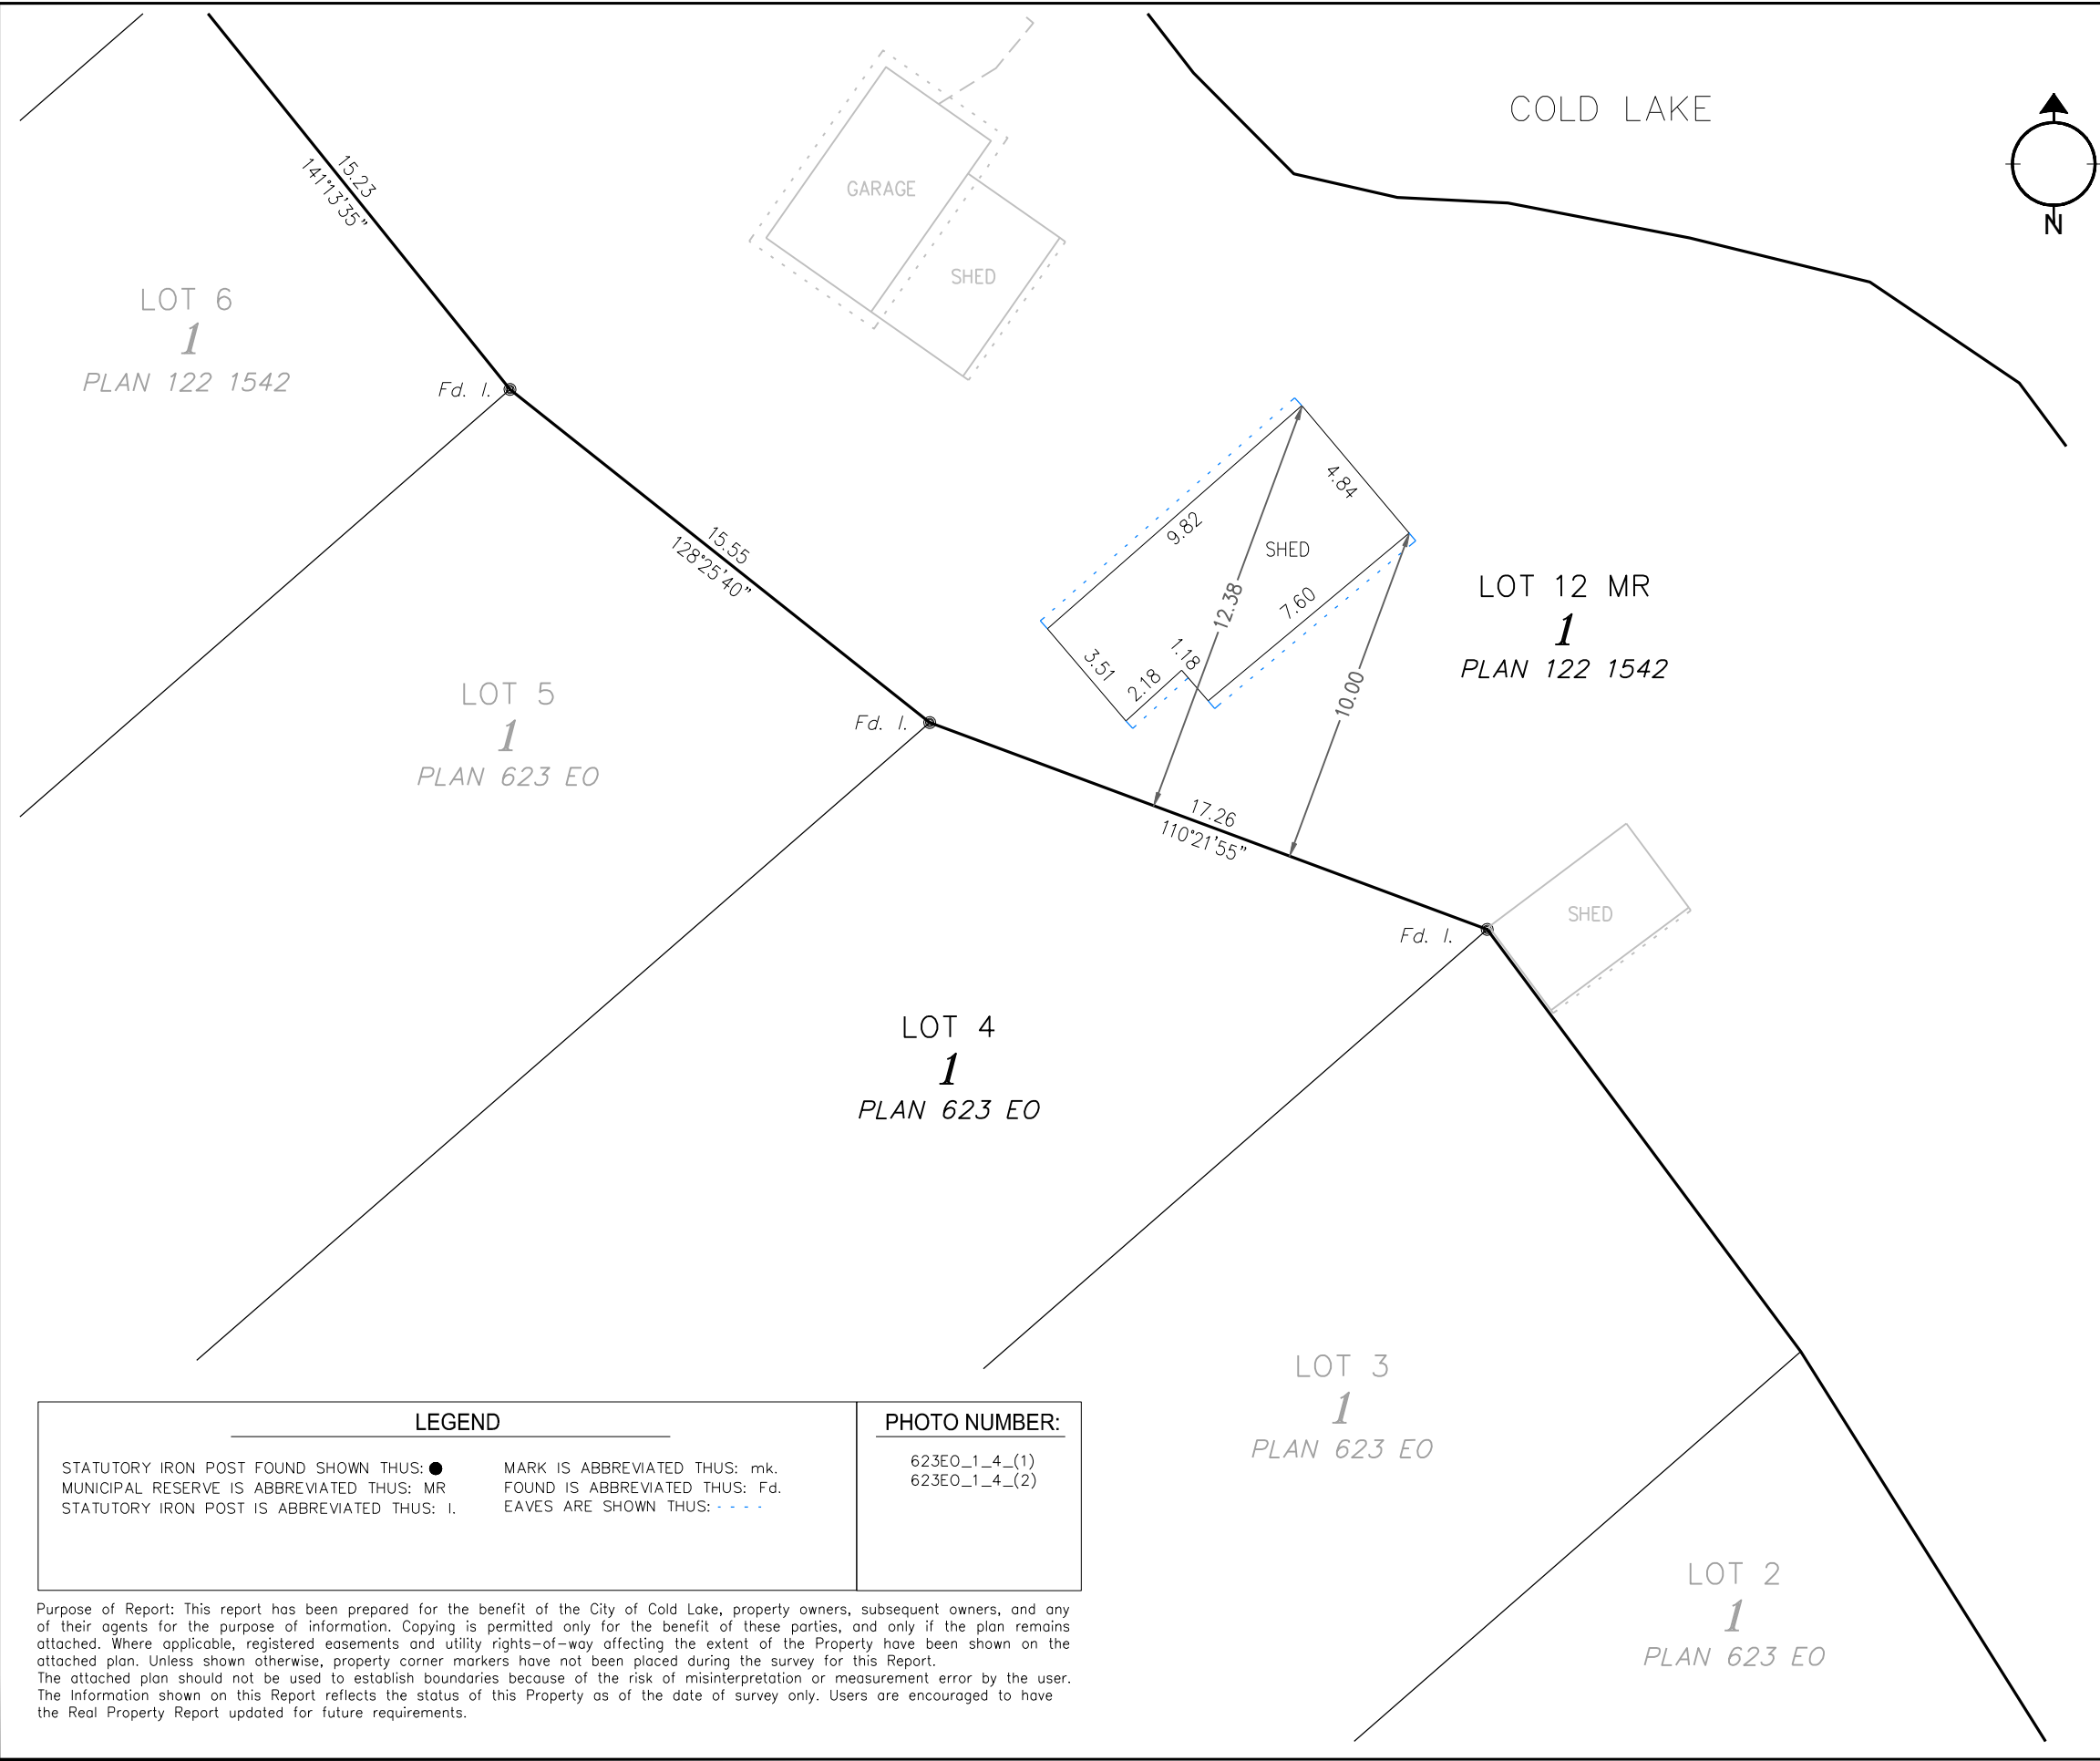 COLD LAKE
N
15.23
141°13'35"
GARAGE
SHED
LOT 6
1
PLAN 122 1542
Fd. I.
4.84
9.82
SHED
15.55
128°25'40"
12.38
7.60
LOT 12 MR
1
PLAN 122 1542
3.51
1.18
2.18
10.00
LOT 5
1
PLAN 623 EO
Fd. I.
17.26
110°21'55"
SHED
Fd. I.
LOT 4
1
PLAN 623 EO
LOT 3
1
PLAN 623 EO
LOT 2
1
PLAN 623 EO
LEGEND
STATUTORY IRON POST FOUND SHOWN THUS:
MUNICIPAL RESERVE IS ABBREVIATED THUS: MR
STATUTORY IRON POST IS ABBREVIATED THUS: I.
MARK IS ABBREVIATED THUS: mk.
FOUND IS ABBREVIATED THUS: Fd.
EAVES ARE SHOWN THUS:
PHOTO NUMBER:
623EO_1_4_(1)
623EO_1_4_(2)
Purpose of Report: This report has been prepared for the benefit of the City of Cold Lake, property owners, subsequent owners, and any
of their agents for the purpose of information. Copying is permitted only for the benefit of these parties, and only if the plan remains
attached. Where applicable, registered easements and utility rights-of-way affecting the extent of the Property have been shown on the
attached plan. Unless shown otherwise, property corner markers have not been placed during the survey for this Report.
The attached plan should not be used to establish boundaries because of the risk of misinterpretation or measurement error by the user.
The Information shown on this Report reflects the status of this Property as of the date of survey only. Users are encouraged to have
the Real Property Report updated for future requirements.